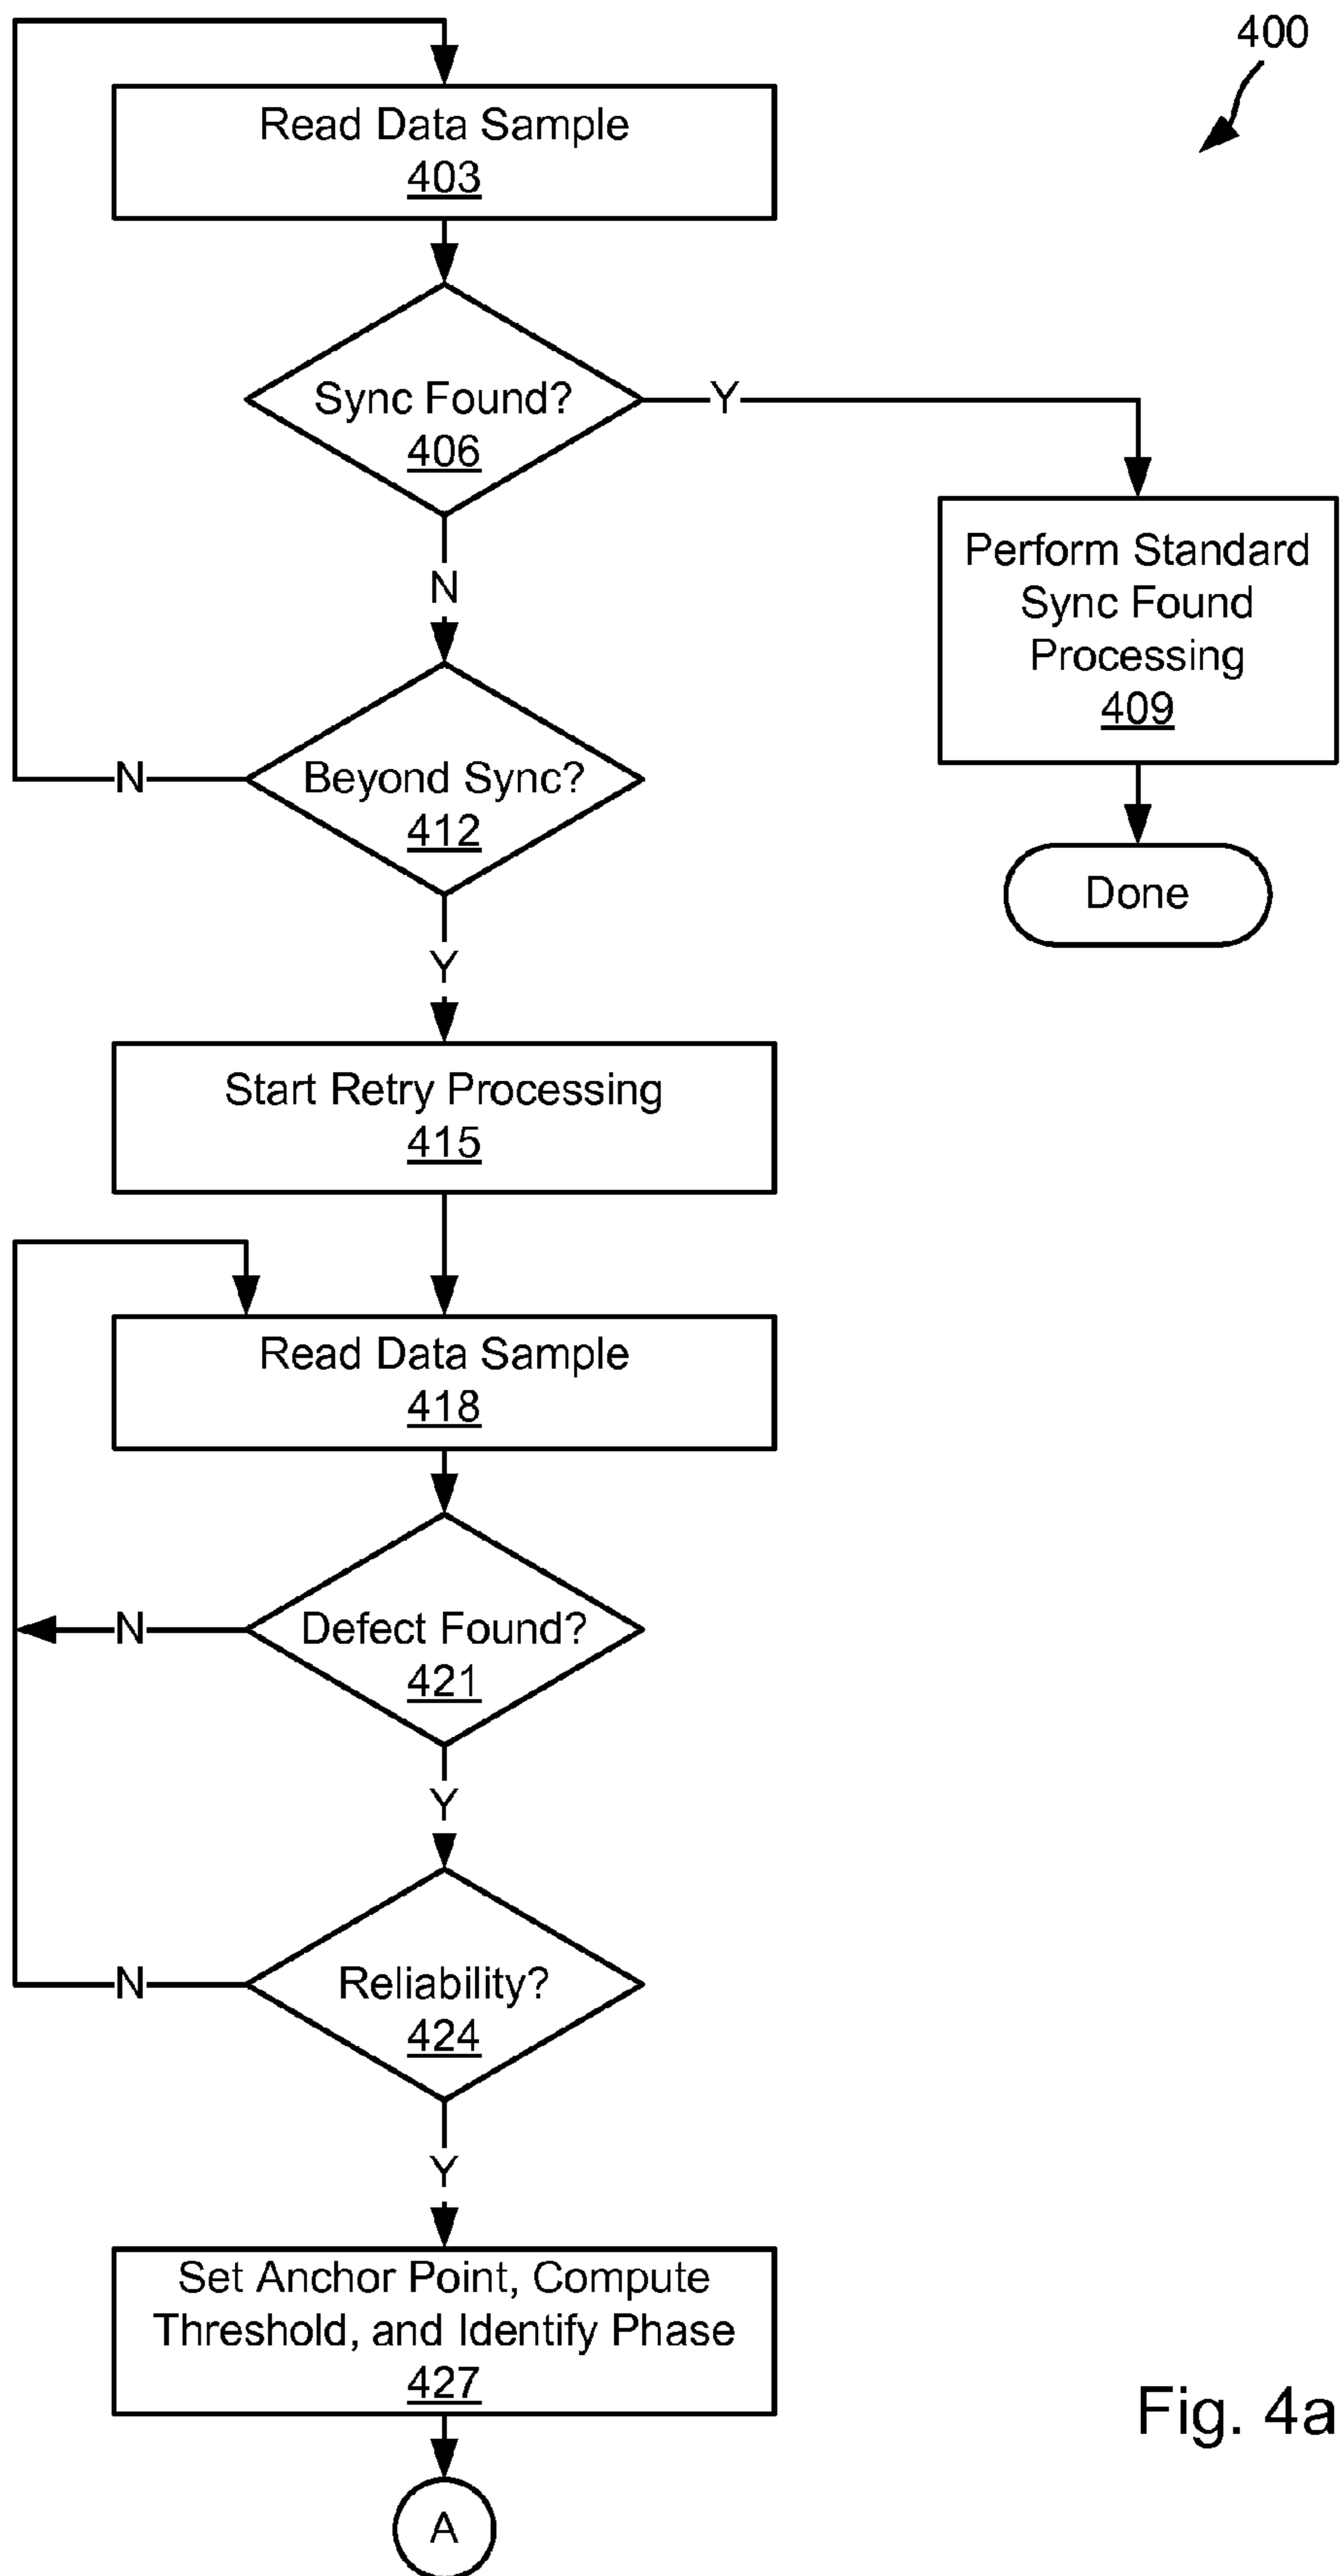 400
Read Data Sample
403
Sync Found?
406
Y
N
Perform Standard
Sync Found
Processing
409
Beyond Sync?
412
N
Done
Y
Start Retry Processing
415
Read Data Sample
418
Defect Found?
421
N
Y
Reliability?
424
N
Y
Set Anchor Point, Compute
Threshold, and Identify Phase
427
Fig. 4a
A